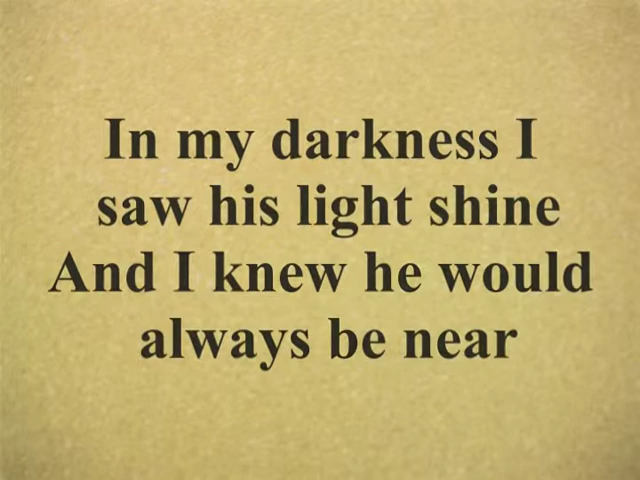 In my darkness I
saw his light shine
And I knew he would
always be near